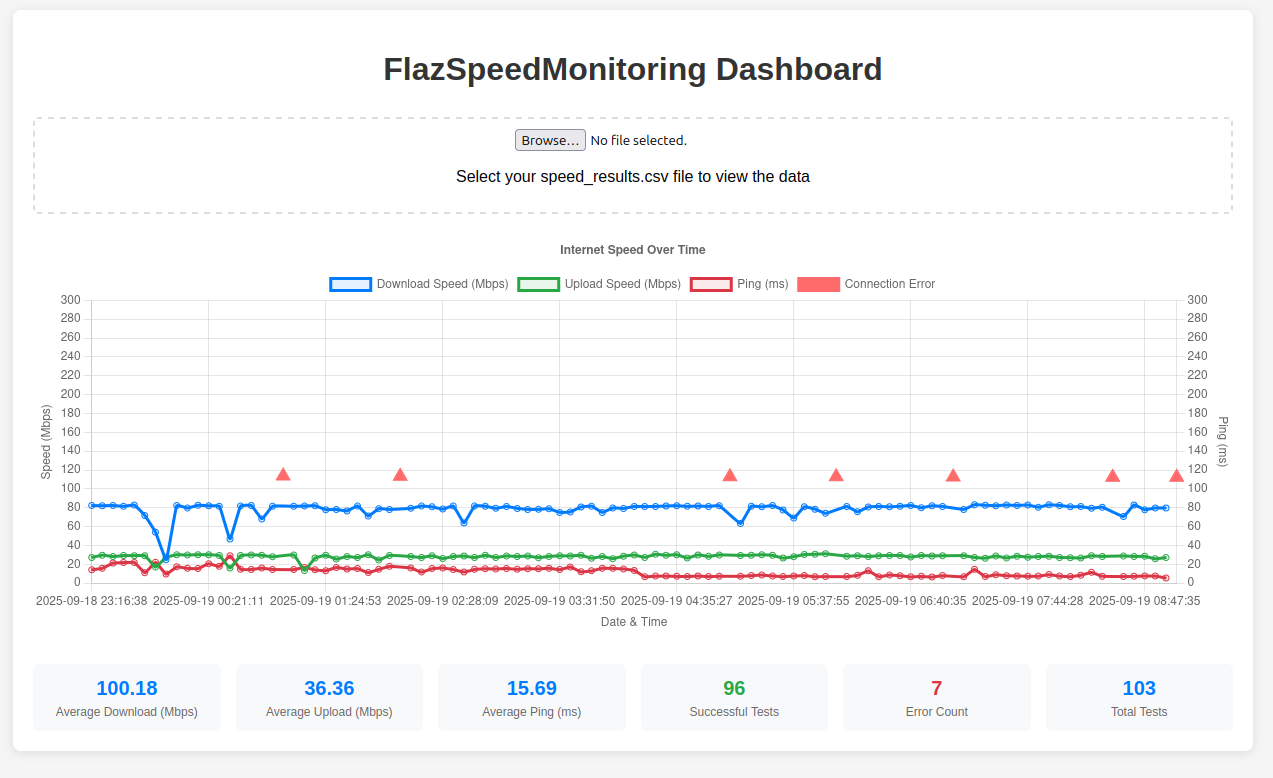 FlazSpeedMonitoring Dashboard
Browse... No file selected.
Select your speed_results.csv file to view the data
Internet Speed Over Time
Download Speed (Mbps) Upload Speed (Mbps) Ping (ms) Connection Error
300 300
280 280
260 260
240 240
220 220
200 200
180 180
160 160
140 140
120 120
100 100
80 80
60 60
40 40
20 20
0 0
Speed (Mbps)
Ping (ms)
2025-09-18 23:16:38 2025-09-19 00:21:11 2025-09-19 01:24:53 2025-09-19 02:28:09 2025-09-19 03:31:50 2025-09-19 04:35:27 2025-09-19 05:37:55 2025-09-19 06:40:35 2025-09-19 07:44:28 2025-09-19 08:47:35
Date & Time
100.18 36.36 15.69 96 7 103
Average Download (Mbps) Average Upload (Mbps) Average Ping (ms) Successful Tests Error Count Total Tests